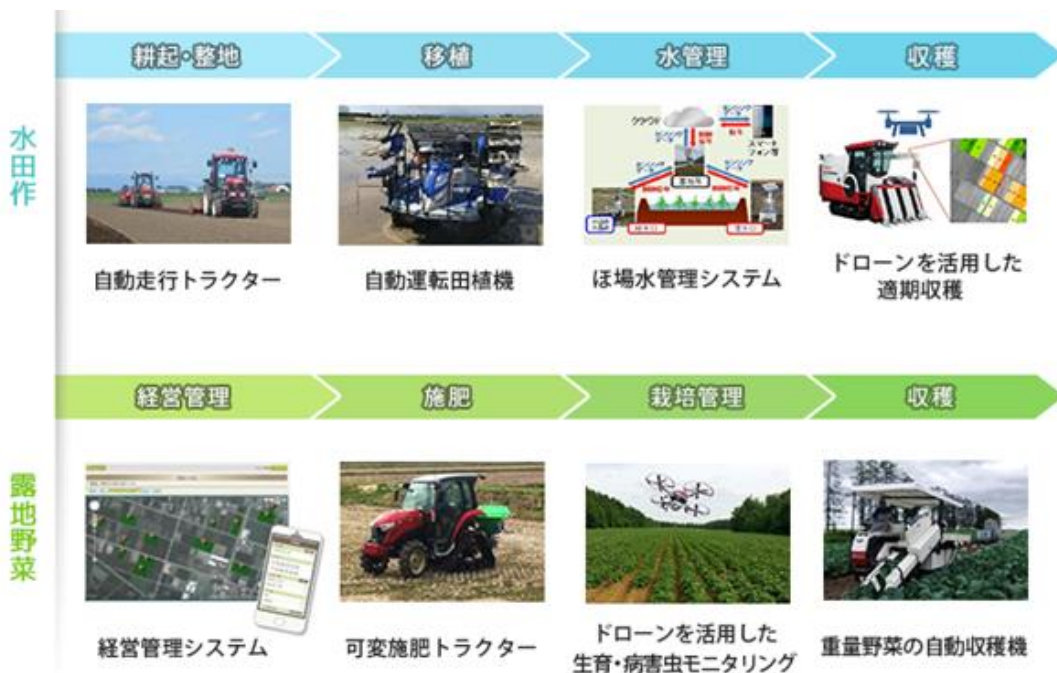 水田作
耕起・整地
移植
水管理
収穫
クラウド
自動走行トラクター
自動運転田植機
ほ場水管理システム
ドローンを活用した
適期収穫
露地野菜
経営管理
施肥
栽培管理
収穫
経営管理システム
可変施肥トラクター
ドローンを活用した
生育・病害虫モニタリング
重量野菜の自動収穫機